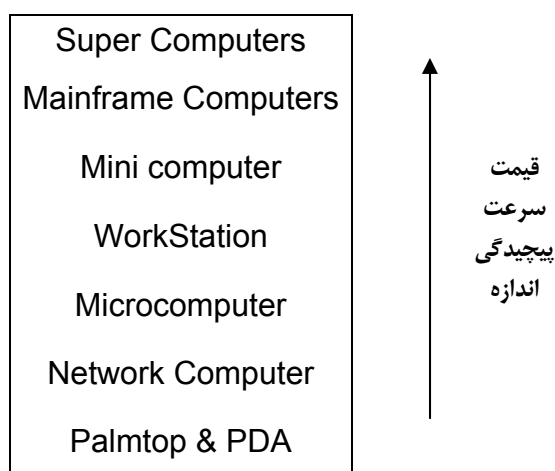 Super Computers
Mainframe Computers
Mini computer
WorkStation
Microcomputer
Network Computer
Palmtop & PDA
قیمت
سرعت
پیچیدگی
اندازه